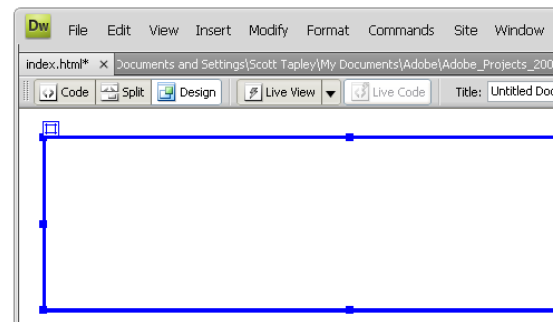 Dw File Edit View Insert Modify Format Commands Site Window
index.html* × Documents and Settings\Scott Tapley\My Documents\Adobe\Adobe_Projects_200
Code Split Design Live View Live Code Title: Untitled Doc